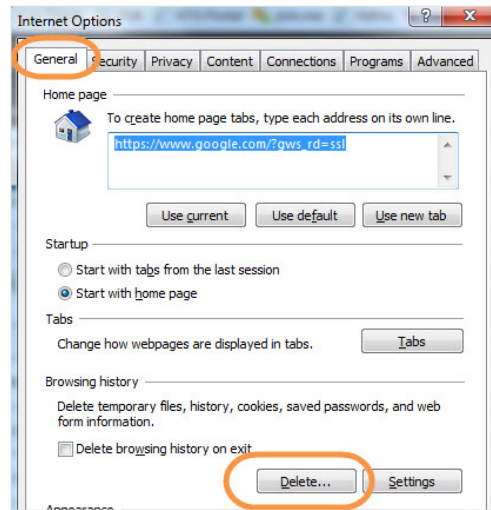 Internet Options
?
X
General Security Privacy Content Connections Programs Advanced
Home page
To create home page tabs, type each address on its own line.
https://www.google.com/?gws_rd=ssl
Use current Use default Use new tab
Startup
Start with tabs from the last session
Start with home page
Tabs
Change how webpages are displayed in tabs. Tabs
Browsing history
Delete temporary files, history, cookies, saved passwords, and web
form information.
Delete browsing history on exit
Delete... Settings
Appearance